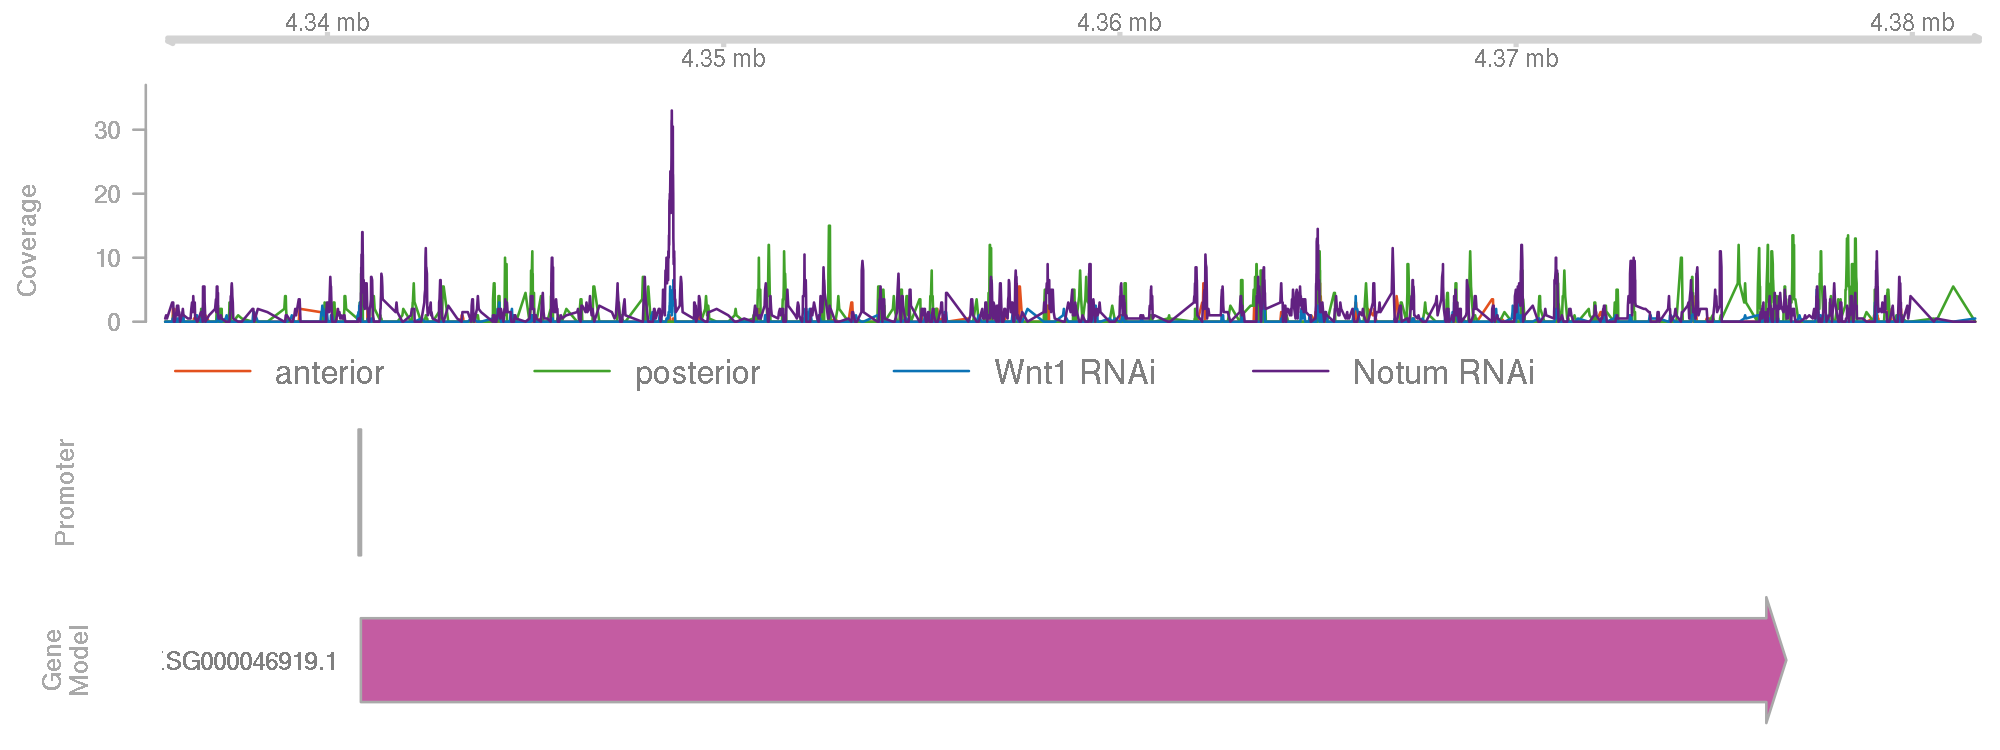 4.34 mb 4.36 mb 4.38 mb
4.35 mb 4.37 mb
Coverage
30
20
10
0
anterior posterior Wnt1 RNAi Notum RNAi
Promoter
0
Gene
Model
SG000046919.1